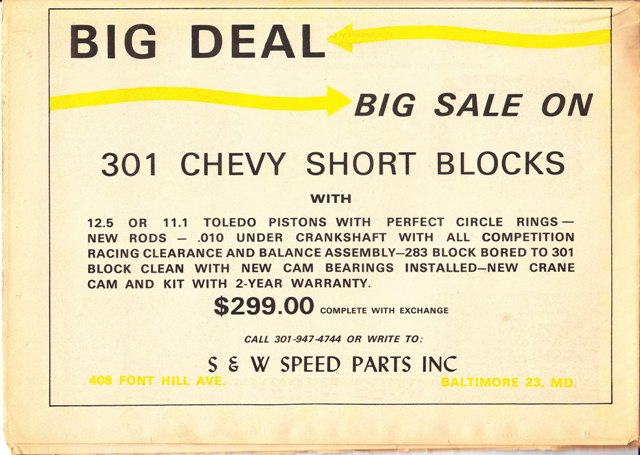 BIG DEAL
BIG SALE ON
301 CHEVY SHORT BLOCKS
WITH
12.5 OR 11.1 TOLEDO PISTONS WITH PERFECT CIRCLE RINGS —
NEW RODS — .010 UNDER CRANKSHAFT WITH ALL COMPETITION
RACING CLEARANCE AND BALANCE ASSEMBLY—283 BLOCK BORED TO 301
BLOCK CLEAN WITH NEW CAM BEARINGS INSTALLED—NEW CRANE
CAM AND KIT WITH 2-YEAR WARRANTY.
$299.00 COMPLETE WITH EXCHANGE
CALL 301-947-4744 OR WRITE TO:
S & W SPEED PARTS INC
408 FONT HILL AVE. BALTIMORE 23, MD.